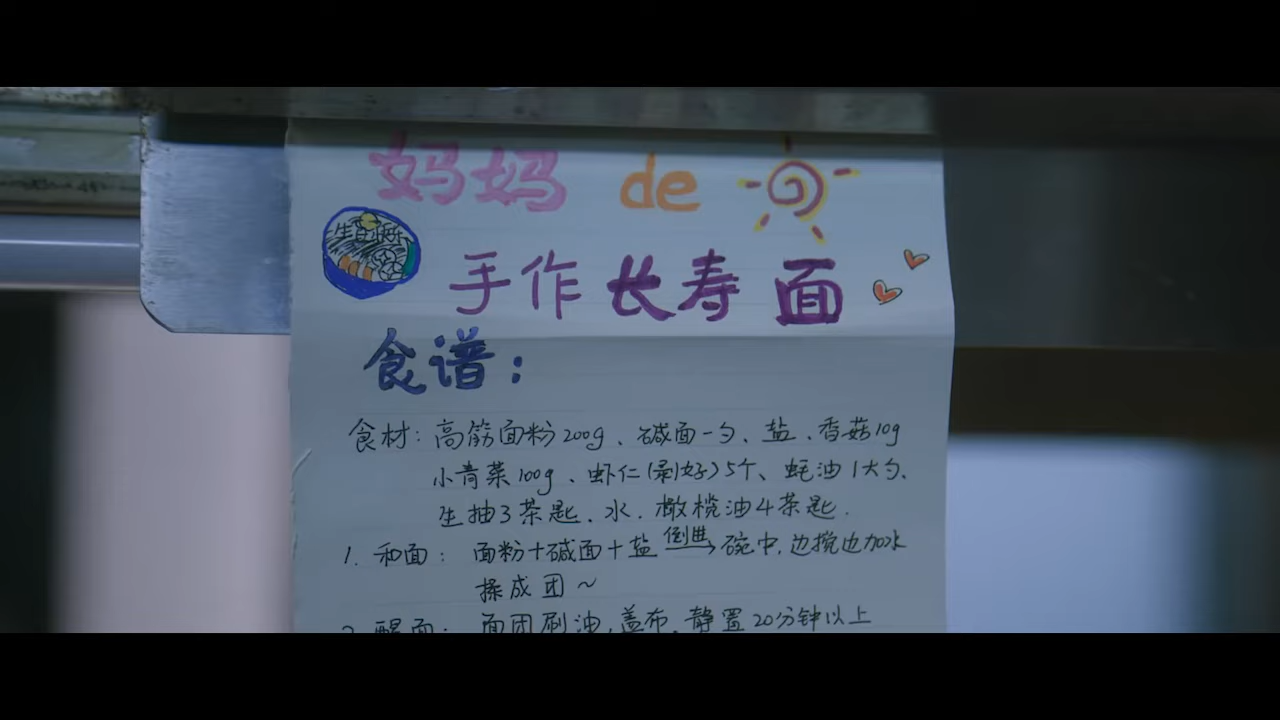 妈妈 de
生日快乐
手作长寿面
食谱：
食材：高筋面粉200g、碱面一勺、盐、香菇10g
小青菜100g、虾仁(剥好)5个、蚝油1大勺、
生抽3茶匙、水、橄榄油4茶匙.
倒进
1. 和面：面粉+碱面+盐→碗中,边搅边加水
揉成团~
2. 醒面：面团刷油,盖布,静置20分钟以上